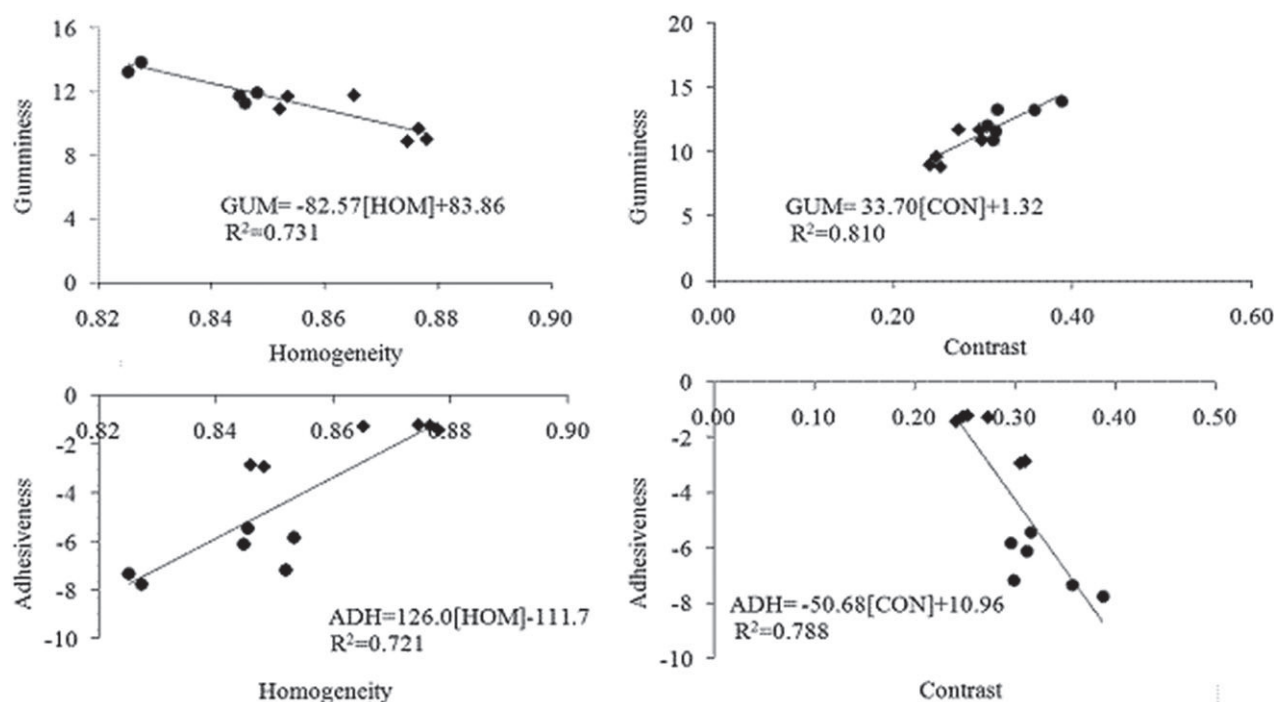 16
12
8
4
0
Gumminess
GUM= -82.57[HOM]+83.86
R²=0.731
0.82 0.84 0.86 0.88 0.90
Homogeneity
20
15
10
5
0
Gumminess
GUM= 33.70[CON]+1.32
R²=0.810
0.00 0.20 0.40 0.60
Contrast
0
-2
-4
-6
-8
-10
Adhesiveness
0.82 0.84 0.86 0.88 0.90
ADH=126.0[HOM]-111.7
R²=0.721
Homogeneity
0
-2
-4
-6
-8
-10
Adhesiveness
0.00 0.10 0.20 0.30 0.40 0.50
ADH= -50.68[CON]+10.96
R²=0.788
Contrast